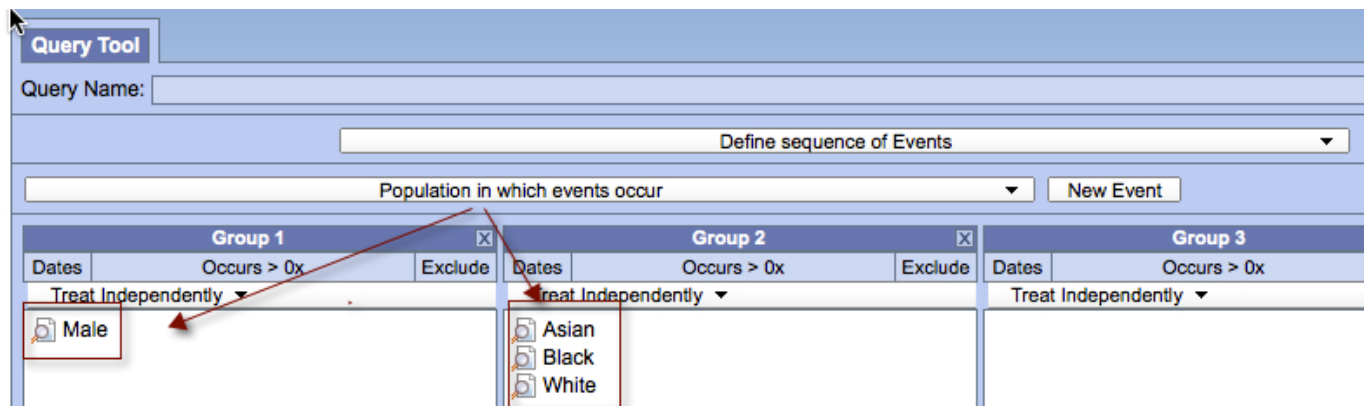 Query Tool
Query Name:
Define sequence of Events
Population in which events occur New Event
Group 1 X Group 2 X Group 3
Dates Occurs > 0x Exclude Dates Occurs > 0x Exclude Dates Occurs > 0x
Treat Independently Treat Independently Treat Independently
Male Asian
Black
White